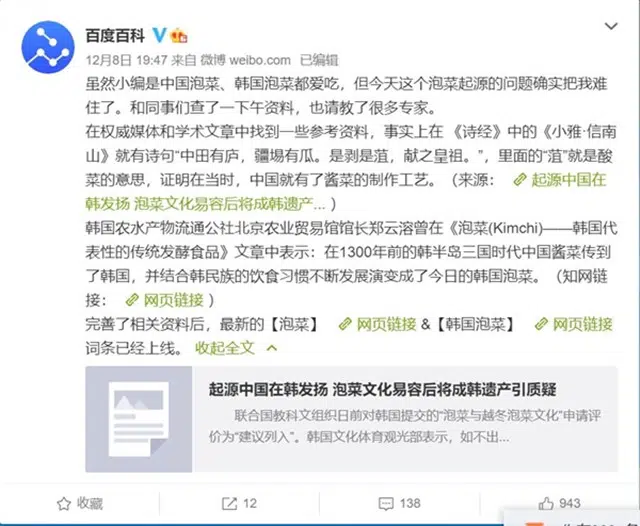 百度百科
12月8日 19:47 来自 微博 weibo.com 已编辑
虽然小编是中国泡菜、韩国泡菜都爱吃，但今天这个泡菜起源的问题确实把我难
住了。和同事们查了一下午资料，也请教了很多专家。
在权威媒体和学术文章中找到一些参考资料，事实上在 《诗经》中的《小雅·信南
山》就有诗句“中田有庐，疆埸有瓜。是剥是菹，献之皇祖。”，里面的“菹”就是酸
菜的意思，证明在当时，中国就有了酱菜的制作工艺。（来源： 起源中国在
韩发扬 泡菜文化易容后将成韩遗产... ）
韩国农水产物流通公社北京农业贸易馆馆长郑云溶曾在《泡菜(Kimchi)——韩国代
表性的传统发酵食品》文章中表示：在1300年前的韩半岛三国时代中国酱菜传到
了韩国，并结合韩民族的饮食习惯不断发展演变成了今日的韩国泡菜。（知网链
接： 网页链接 ）
完善了相关资料后，最新的【泡菜】 网页链接 &【韩国泡菜】 网页链接
词条已经上线。 收起全文
起源中国在韩发扬 泡菜文化易容后将成韩遗产引质疑
联合国教科文组织日前对韩国提交的“泡菜与越冬泡菜文化”申请评
价为“建议列入”。韩国文化体育观光部表示，如不出...
收藏 12 138 943